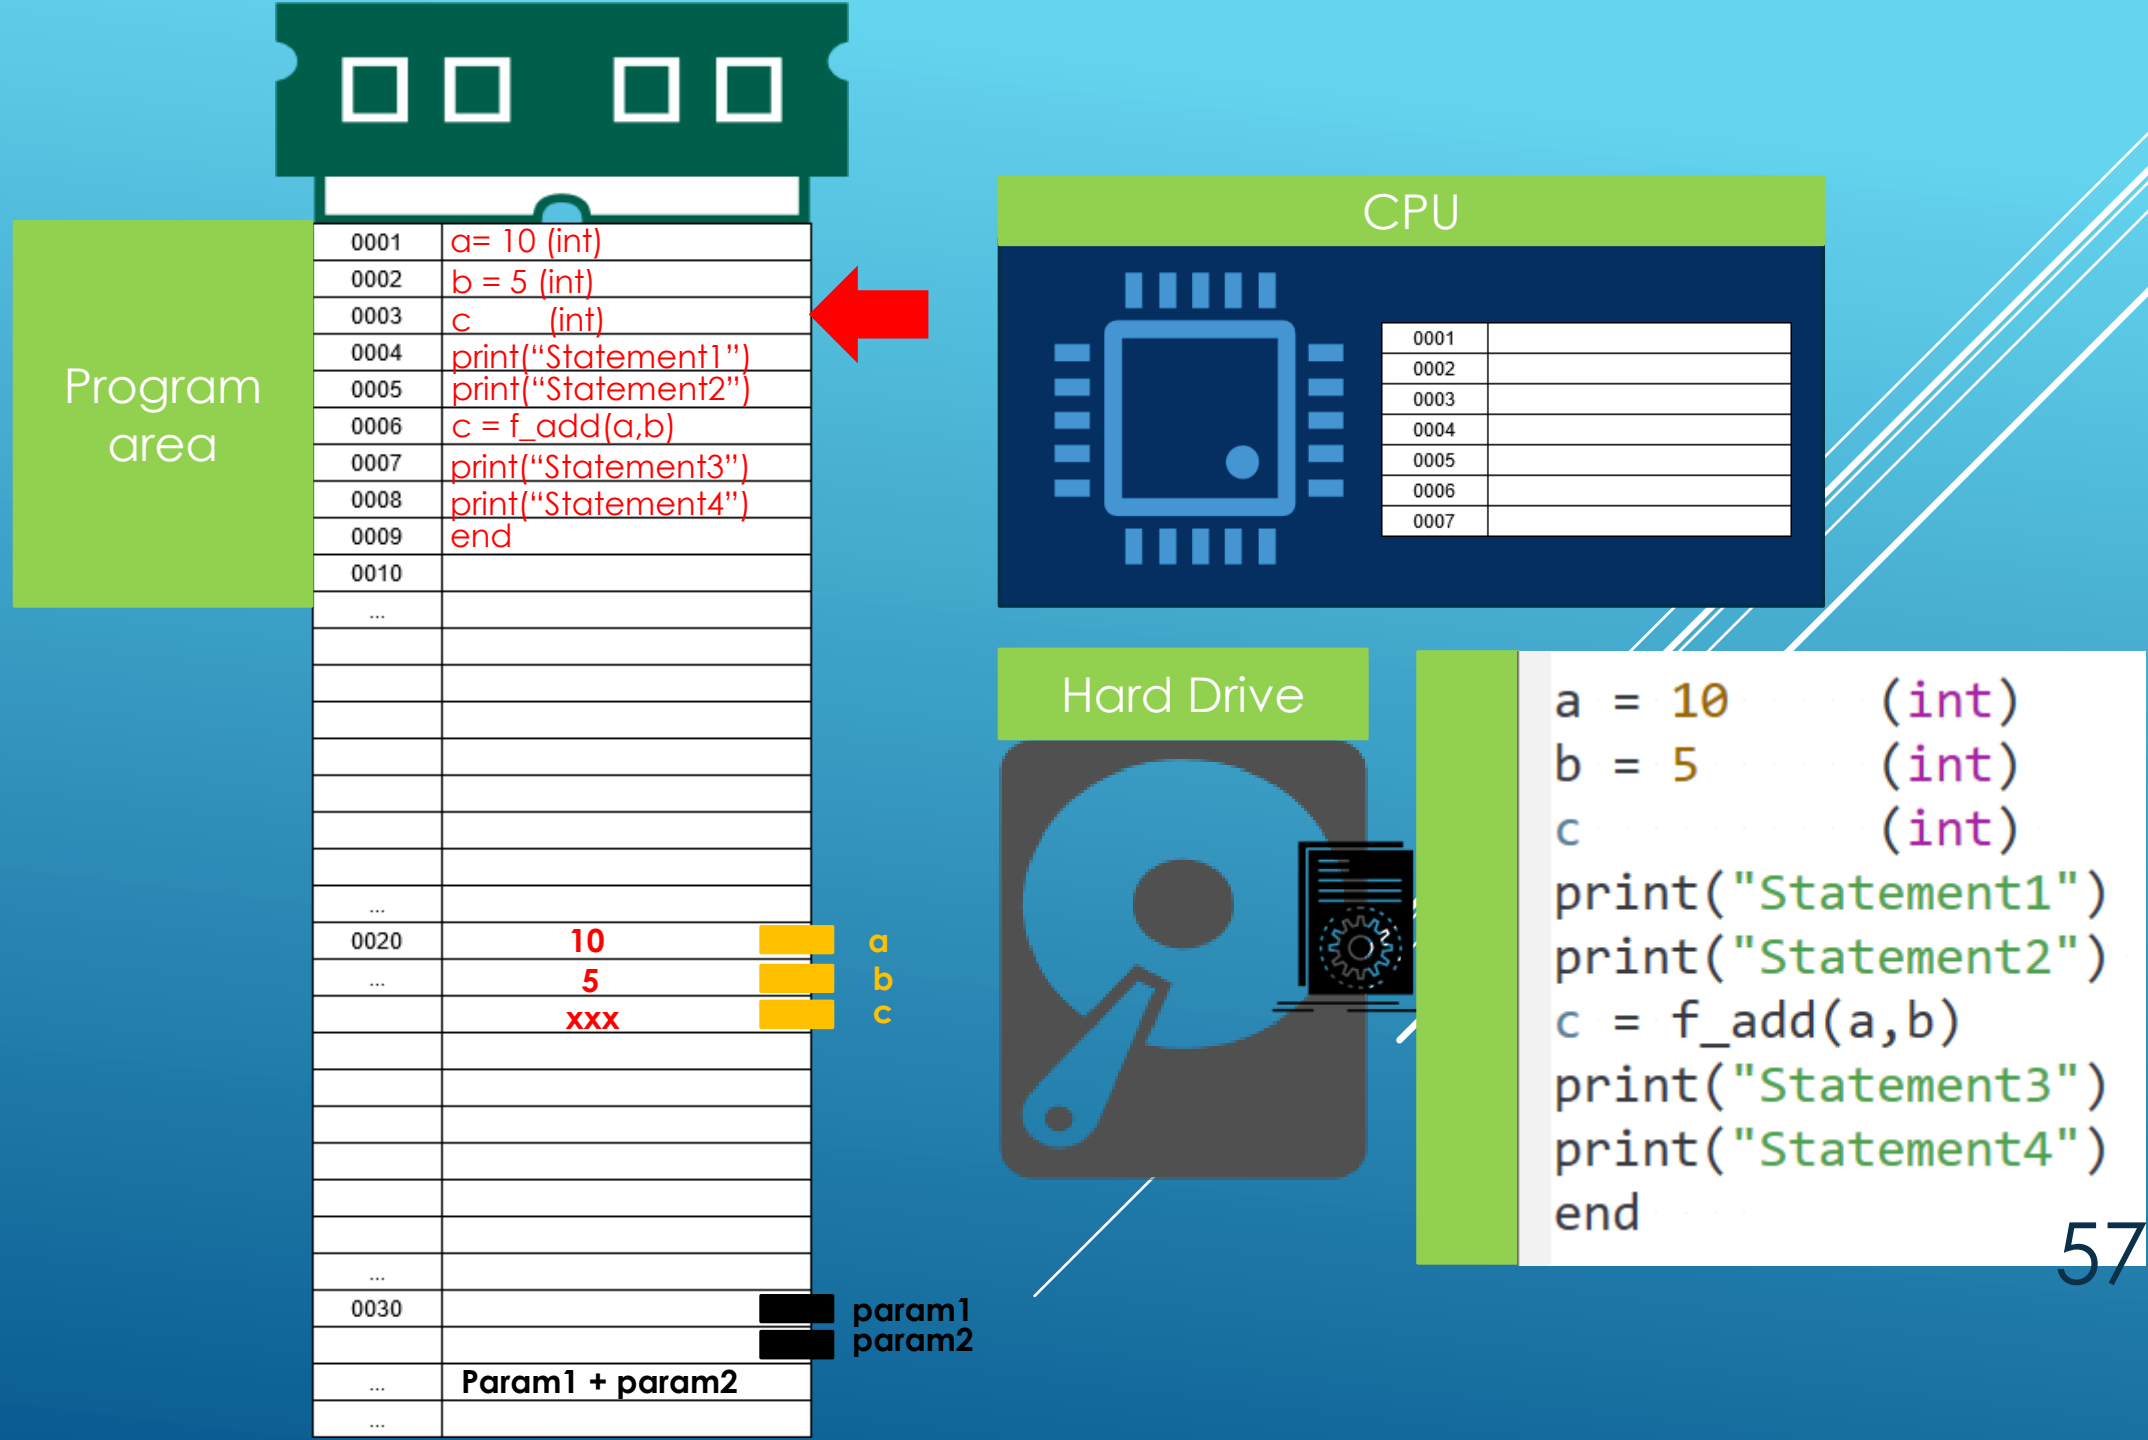 Program
area
0001 a= 10 (int)
0002 b = 5 (int)
0003 c (int)
0004 print(“Statement1”)
0005 print(“Statement2”)
0006 c = f_add(a,b)
0007 print(“Statement3”)
0008 print(“Statement4”)
0009 end
0010
...
...
0020 10 a
... 5 b
xxx c
...
0030 param1
param2
... Param1 + param2
...
CPU
0001
0002
0003
0004
0005
0006
0007
Hard Drive
a = 10 (int)
b = 5 (int)
c (int)
print("Statement1")
print("Statement2")
c = f_add(a,b)
print("Statement3")
print("Statement4")
end
57